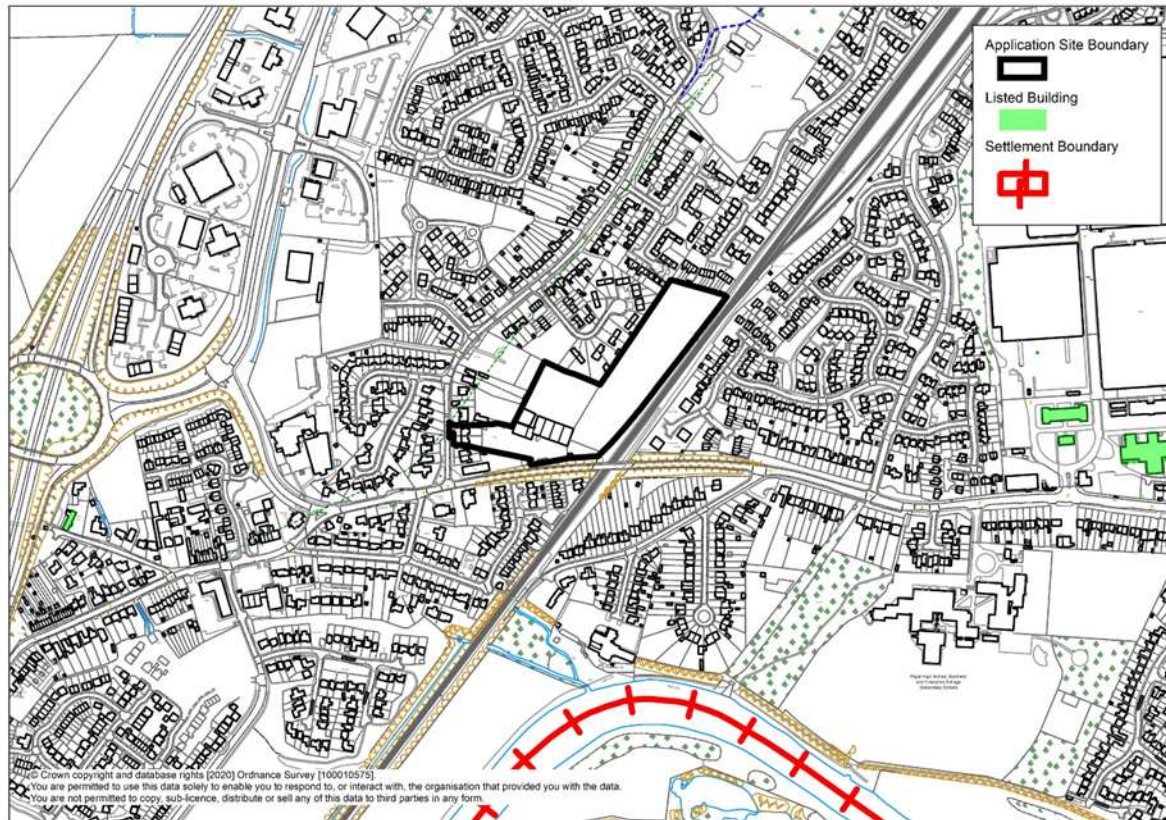 Application Site Boundary
Listed Building
Settlement Boundary
© Crown copyright and database rights [2020] Ordnance Survey [100010575].
You are permitted to use this data solely to enable you to respond to, or interact with, the organisation that provided you with the data.
You are not permitted to copy, sub-licence, distribute or sell any of this data to third parties in any form.